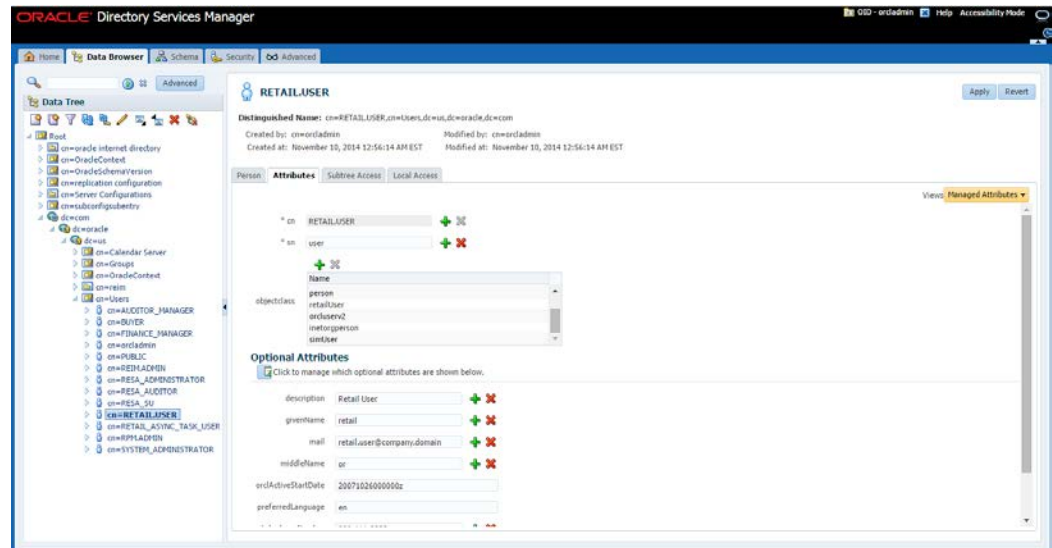 ORACLE Directory Services Manager
OID - orcladmin Help Accessibility Mode
Home Data Browser Schema Security Advanced
Advanced
Data Tree
Root
cn=oracle internet directory
cn=OracleContext
cn=OracleSchemaVersion
cn=replication configuration
cn=Server Configurations
cn=subconfigsubentry
dc=com
dc=oracle
dc=us
cn=Calendar Server
cn=Groups
cn=OracleContext
cn=reim
cn=Users
cn=AUDITOR_MANAGER
cn=BUYER
cn=FINANCE_MANAGER
cn=orcladmin
cn=PUBLIC
cn=REIM.ADMIN
cn=RESA_ADMINISTRATOR
cn=RESA_AUDITOR
cn=RESA_SU
cn=RETAIL.USER
cn=RETAIL_ASYNC_TASK_USER
cn=RPM.ADMIN
cn=SYSTEM_ADMINISTRATOR
RETAIL.USER
Apply Revert
Distinguished Name: cn=RETAIL.USER,cn=Users,dc=us,dc=oracle,dc=com
Created by: cn=orcladmin Modified by: cn=orcladmin
Created at: November 10, 2014 12:56:14 AM EST Modified at: November 10, 2014 12:56:14 AM EST
Person Attributes Subtree Access Local Access
Views Managed Attributes
* cn RETAIL.USER
* sn user
Name
objectclass
person
retailUser
orcluserv2
inetorgperson
simUser
Optional Attributes
Click to manage which optional attributes are shown below.
description Retail User
givenName retail
mail retail.user@company.domain
middleName or
orclActiveStartDate 20071026000000z
preferredLanguage en